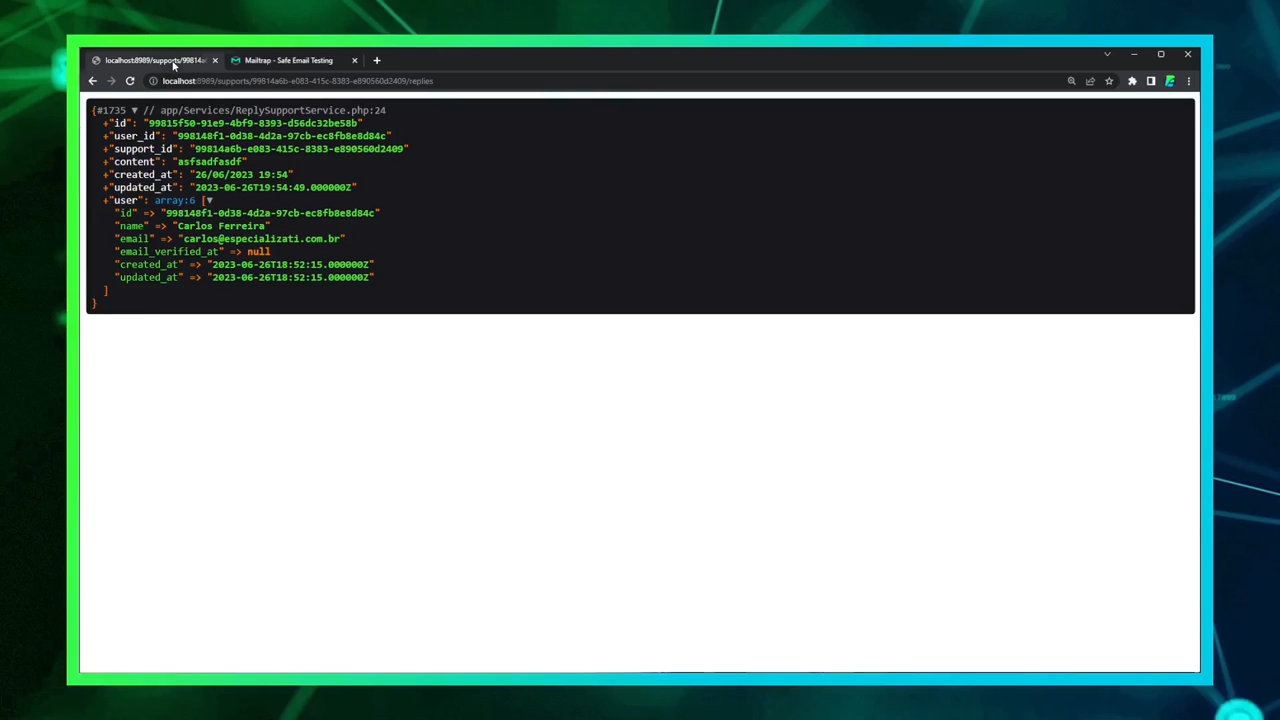 localhost:8989/supports/99814a
Mailtrap - Safe Email Testing
localhost:8989/supports/99814a6b-e083-415c-8383-e890560d2409/replies
{#1735 ▼ // app/Services/ReplySupportService.php:24
+"id": "99815f50-91e9-4bf9-8393-d56dc32be58b"
+"user_id": "998148f1-0d38-4d2a-97cb-ec8fb8e8d84c"
+"support_id": "99814a6b-e083-415c-8383-e890560d2409"
+"content": "asfsadfasdf"
+"created_at": "26/06/2023 19:54"
+"updated_at": "2023-06-26T19:54:49.000000Z"
+"user": array:6 [▼
"id" => "998148f1-0d38-4d2a-97cb-ec8fb8e8d84c"
"name" => "Carlos Ferreira"
"email" => "carlos@especializati.com.br"
"email_verified_at" => null
"created_at" => "2023-06-26T18:52:15.000000Z"
"updated_at" => "2023-06-26T18:52:15.000000Z"
]
}